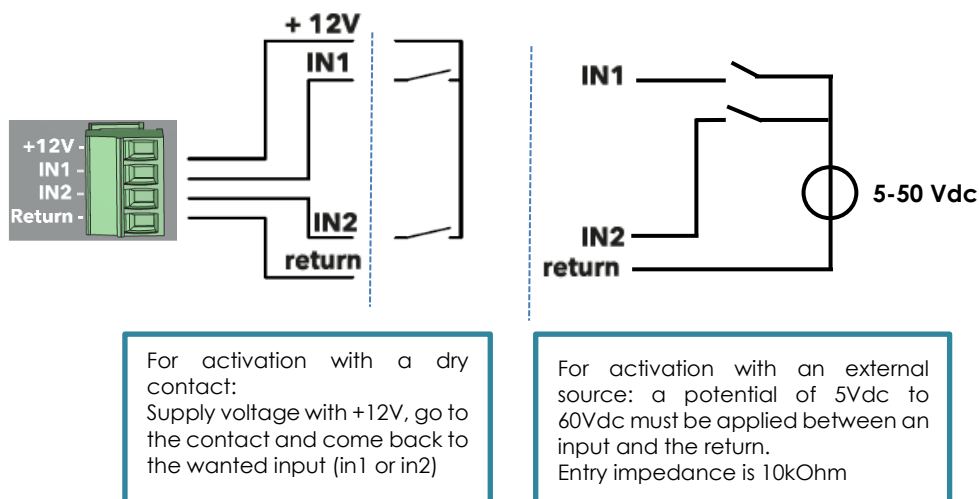 + 12V
IN1
+12V -
IN1 -
IN2 -
Return -
IN2
return
IN1
5-50 Vdc
IN2
return
For activation with a dry
contact:
Supply voltage with +12V, go to
the contact and come back to
the wanted input (in1 or in2)
For activation with an external
source: a potential of 5Vdc to
60Vdc must be applied between an
input and the return.
Entry impedance is 10kOhm